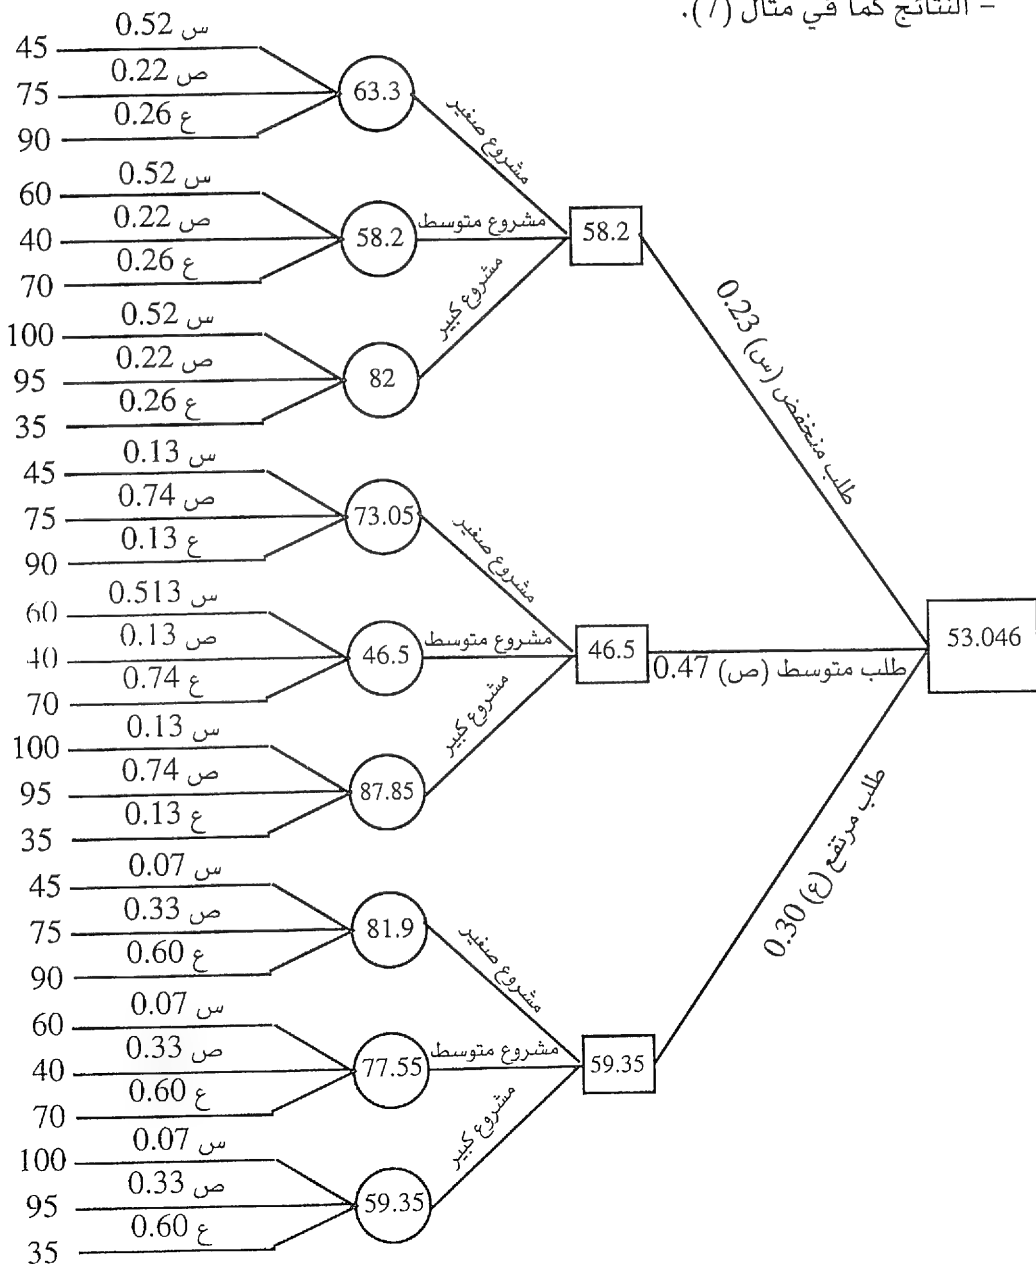 – النتائج كما في مثال (7).
45 س 0.52
75 ص 0.22
90 ع 0.26
63.3
مشروع صغير
60 س 0.52
40 ص 0.22
70 ع 0.26
58.2
مشروع متوسط
58.2
100 س 0.52
95 ص 0.22
35 ع 0.26
82
مشروع كبير
طلب منخفض (س) 0.23
45 س 0.13
75 ص 0.74
90 ع 0.13
73.05
مشروع صغير
60 س 0.513
40 ص 0.13
70 ع 0.74
46.5
مشروع متوسط
46.5
طلب متوسط (ص) 0.47
53.046
100 س 0.13
95 ص 0.74
35 ع 0.13
87.85
مشروع كبير
45 س 0.07
75 ص 0.33
90 ع 0.60
81.9
مشروع صغير
طلب مرتفع (ع) 0.30
60 س 0.07
40 ص 0.33
70 ع 0.60
77.55
مشروع متوسط
59.35
100 س 0.07
95 ص 0.33
35 ع 0.60
59.35
مشروع كبير